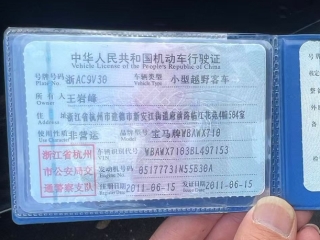 中华人民共和国机动车行驶证
Vehicle License of the People's Republic of China
号牌号码 浙ACSV38 车辆类型 小型越野客车
Plate No. Vehicle Type
所有人 王岩峰
Owner
住址 浙江省杭州市
Address
使用性质 非营运 品牌型号 宝马牌WBAWX710
浙江省杭州 车辆识别代号 WBAWX7103BL497153
VIN
市公安局交 发动机号码 05177731N55B30A
Engine No.
通警察支队 注册日期 2011-06-15 发证日期 2011-06-15